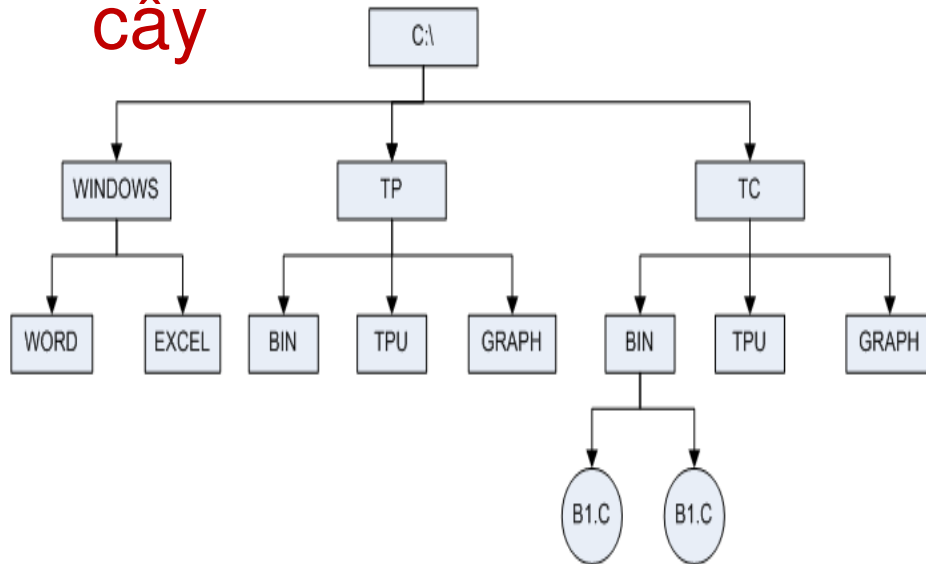 cây
C:\
WINDOWS
TP
TC
WORD
EXCEL
BIN
TPU
GRAPH
BIN
TPU
GRAPH
B1.C
B1.C